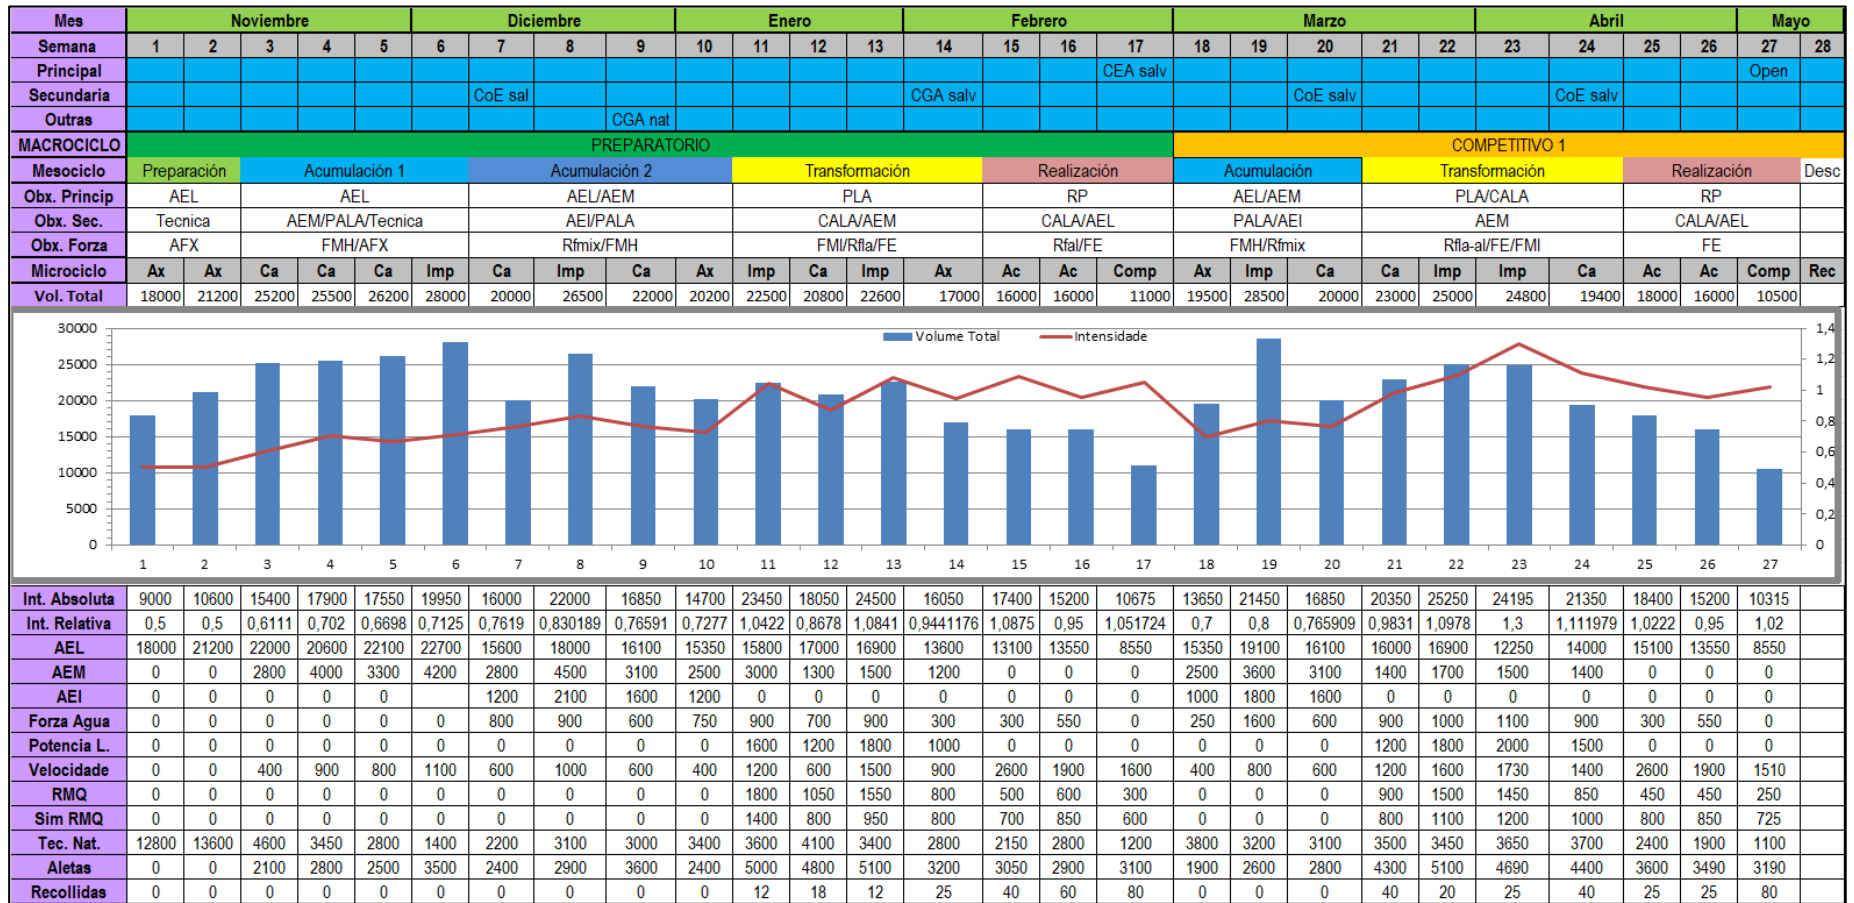 Mes Noviembre Diciembre Enero Febrero Marzo Abril Mayo
Semana 1 2 3 4 5 6 7 8 9 10 11 12 13 14 15 16 17 18 19 20 21 22 23 24 25 26 27 28
Principal CEA salv Open
Secundaria CoE sal CGA salv CoE salv CoE salv
Outras CGA nat
MACROCICLO PREPARATORIO COMPETITIVO 1
Mesociclo Preparación Acumulación 1 Acumulación 2 Transformación Realización Acumulación Transformación Realización Desc
Obx. Princip AEL AEL AEL/AEM PLA RP AEL/AEM PLA/CALA RP
Obx. Sec. Tecnica AEM/PALA/Tecnica AEI/PALA CALA/AEM CALA/AEL PALA/AEI AEM CALA/AEL
Obx. Forza AFX FMH/AFX Rfmix/FMH FMI/Rfla/FE Rfal/FE FMH/Rfmix Rfla-al/FE/FMI FE
Microciclo Ax Ax Ca Ca Ca Imp Ca Imp Ca Ax Imp Ca Imp Ax Ac Ac Comp Ax Imp Ca Ca Imp Imp Ca Ac Ac Comp Rec
Vol. Total 18000 21200 25200 25500 26200 28000 20000 26500 22000 20200 22500 20800 22600 17000 16000 16000 11000 19500 28500 20000 23000 25000 24800 19400 18000 16000 10500
Volume Total Intensidade
30000 1,4
25000 1,2
20000 1
15000 0,8
10000 0,6
5000 0,4
0 0,2
0
1 2 3 4 5 6 7 8 9 10 11 12 13 14 15 16 17 18 19 20 21 22 23 24 25 26 27
Int. Absoluta 9000 10600 15400 17900 17550 19950 16000 22000 16850 14700 23450 18050 24500 16050 17400 15200 10675 13650 21450 16850 20350 25250 24195 21350 18400 15200 10315
Int. Relativa 0,5 0,5 0,6111 0,702 0,6698 0,7125 0,7619 0,830189 0,76591 0,7277 1,0422 0,8678 1,0841 0,9441176 1,0875 0,95 1,051724 0,7 0,8 0,765909 0,9831 1,0978 1,3 1,111979 1,0222 0,95 1,02
AEL 18000 21200 22000 20600 22100 22700 15600 18000 16100 15350 15800 17000 16900 13600 13100 13550 8550 15350 19100 16100 16000 16900 12250 14000 15100 13550 8550
AEM 0 0 2800 4000 3300 4200 2800 4500 3100 2500 3000 1300 1500 1200 0 0 0 2500 3600 3100 1400 1700 1500 1400 0 0 0
AEI 0 0 0 0 0 1200 2100 1600 1200 0 0 0 0 0 0 0 1000 1800 1600 0 0 0 0 0 0 0
Forza Agua 0 0 0 0 0 0 800 900 600 750 900 700 900 300 300 550 0 250 1600 600 900 1000 1100 900 300 550 0
Potencia L. 0 0 0 0 0 0 0 0 0 0 1600 1200 1800 1000 0 0 0 0 0 0 1200 1800 2000 1500 0 0 0
Velocidade 0 0 400 900 800 1100 600 1000 600 400 1200 600 1500 900 2600 1900 1600 400 800 600 1200 1600 1730 1400 2600 1900 1510
RMQ 0 0 0 0 0 0 0 0 0 0 1800 1050 1550 800 500 600 300 0 0 0 900 1500 1450 850 450 450 250
Sim RMQ 0 0 0 0 0 0 0 0 0 0 1400 800 950 800 700 850 600 0 0 0 800 1100 1200 1000 800 850 725
Tec. Nat. 12800 13600 4600 3450 2800 1400 2200 3100 3000 3400 3600 4100 3400 2800 2150 2800 1200 3800 3200 3100 3500 3450 3650 3700 2400 1900 1100
Aletas 0 0 2100 2800 2500 3500 2400 2900 3600 2400 5000 4800 5100 3200 3050 2900 3100 1900 2600 2800 4300 5100 4690 4400 3600 3490 3190
Recollidas 0 0 0 0 0 0 0 0 0 0 12 18 12 25 40 60 80 0 0 0 40 20 25 40 25 25 80